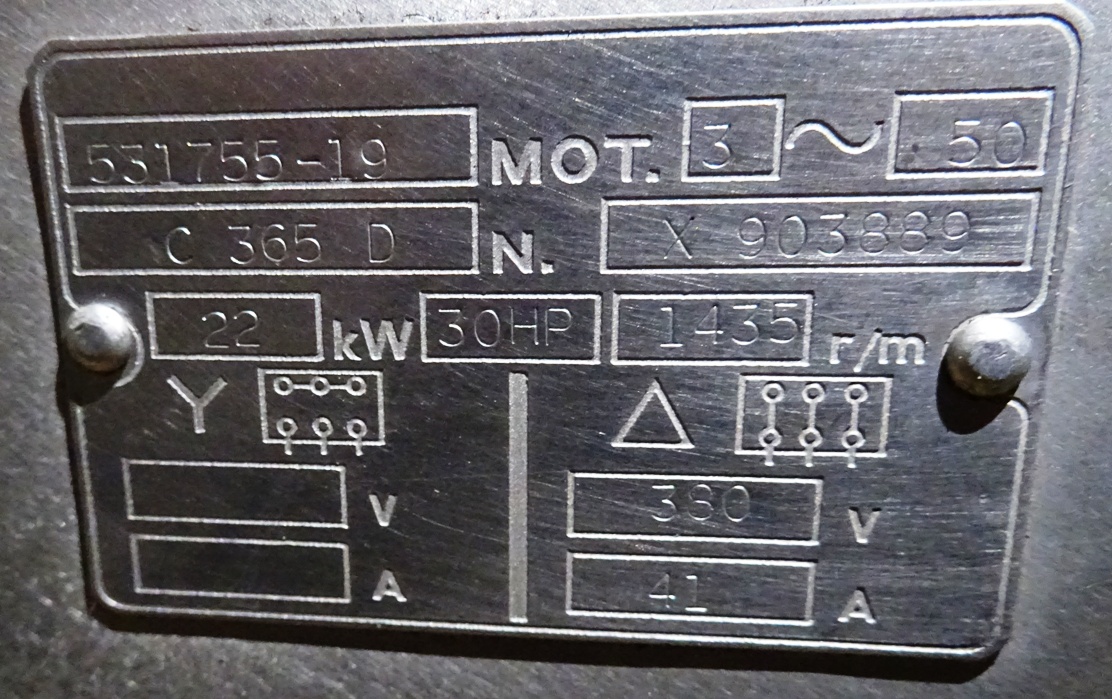 531755-19 MOT. 3 ~ 50
C 365 D N. X 903889
22 kW 30HP 1435 r/m
Y Δ
V 380 V
A 41 A